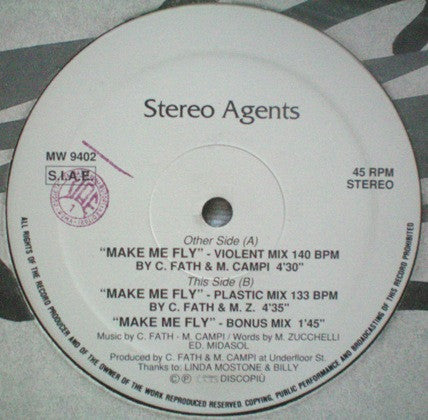 Stereo Agents
MW 9402
S.I.A.E.
45 RPM
STEREO
Other Side (A)
"MAKE ME FLY" - VIOLENT MIX 140 BPM
BY C. FATH & M. CAMPI 4'30"
This Side (B)
"MAKE ME FLY" - PLASTIC MIX 133 BPM
BY C. FATH & M. Z. 4'35"
"MAKE ME FLY" - BONUS MIX 1'45"
Music by C. FATH - M. CAMPI / Words by M. ZUCCHELLI
ED. MIDASOL
Produced by C. FATH & M. CAMPI at Underfloor St.
Thanks to: LINDA MOSTONE & BILLY
© ℗ DISCOPIÙ
ALL RIGHTS OF THE RECORD PRODUCER AND OF THE OWNER OF THE WORK REPRODUCED RESERVED. COPYING, PUBLIC PERFORMANCE AND BROADCASTING OF THIS RECORD PROHIBITED